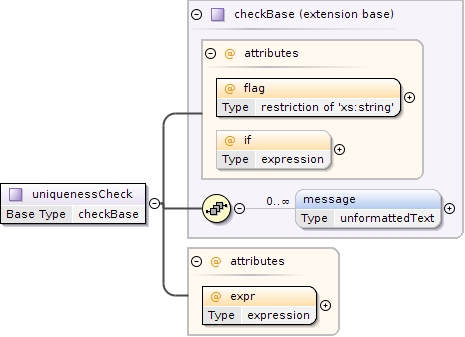 checkBase (extension base)
@ attributes
@ flag
Type restriction of 'xs:string'
@ if
Type expression
uniquenessCheck
Base Type checkBase
0..∞
message
Type unformattedText
@ attributes
@ expr
Type expression